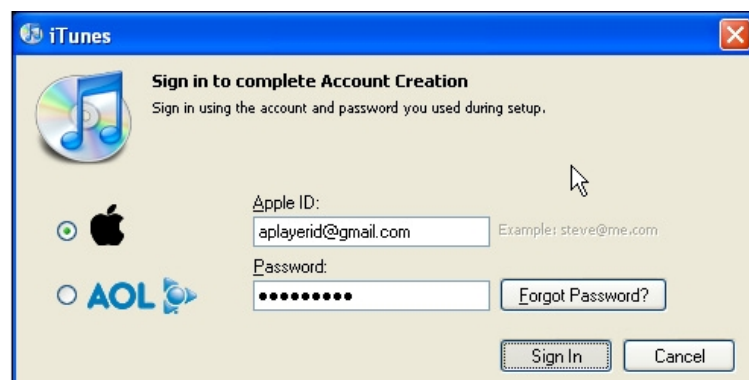 iTunes
Sign in to complete Account Creation
Sign in using the account and password you used during setup.
Apple ID:
aplayerid@gmail.com Example: steve@me.com
AOL
Password:
●●●●●●●●● Forgot Password?
Sign In Cancel